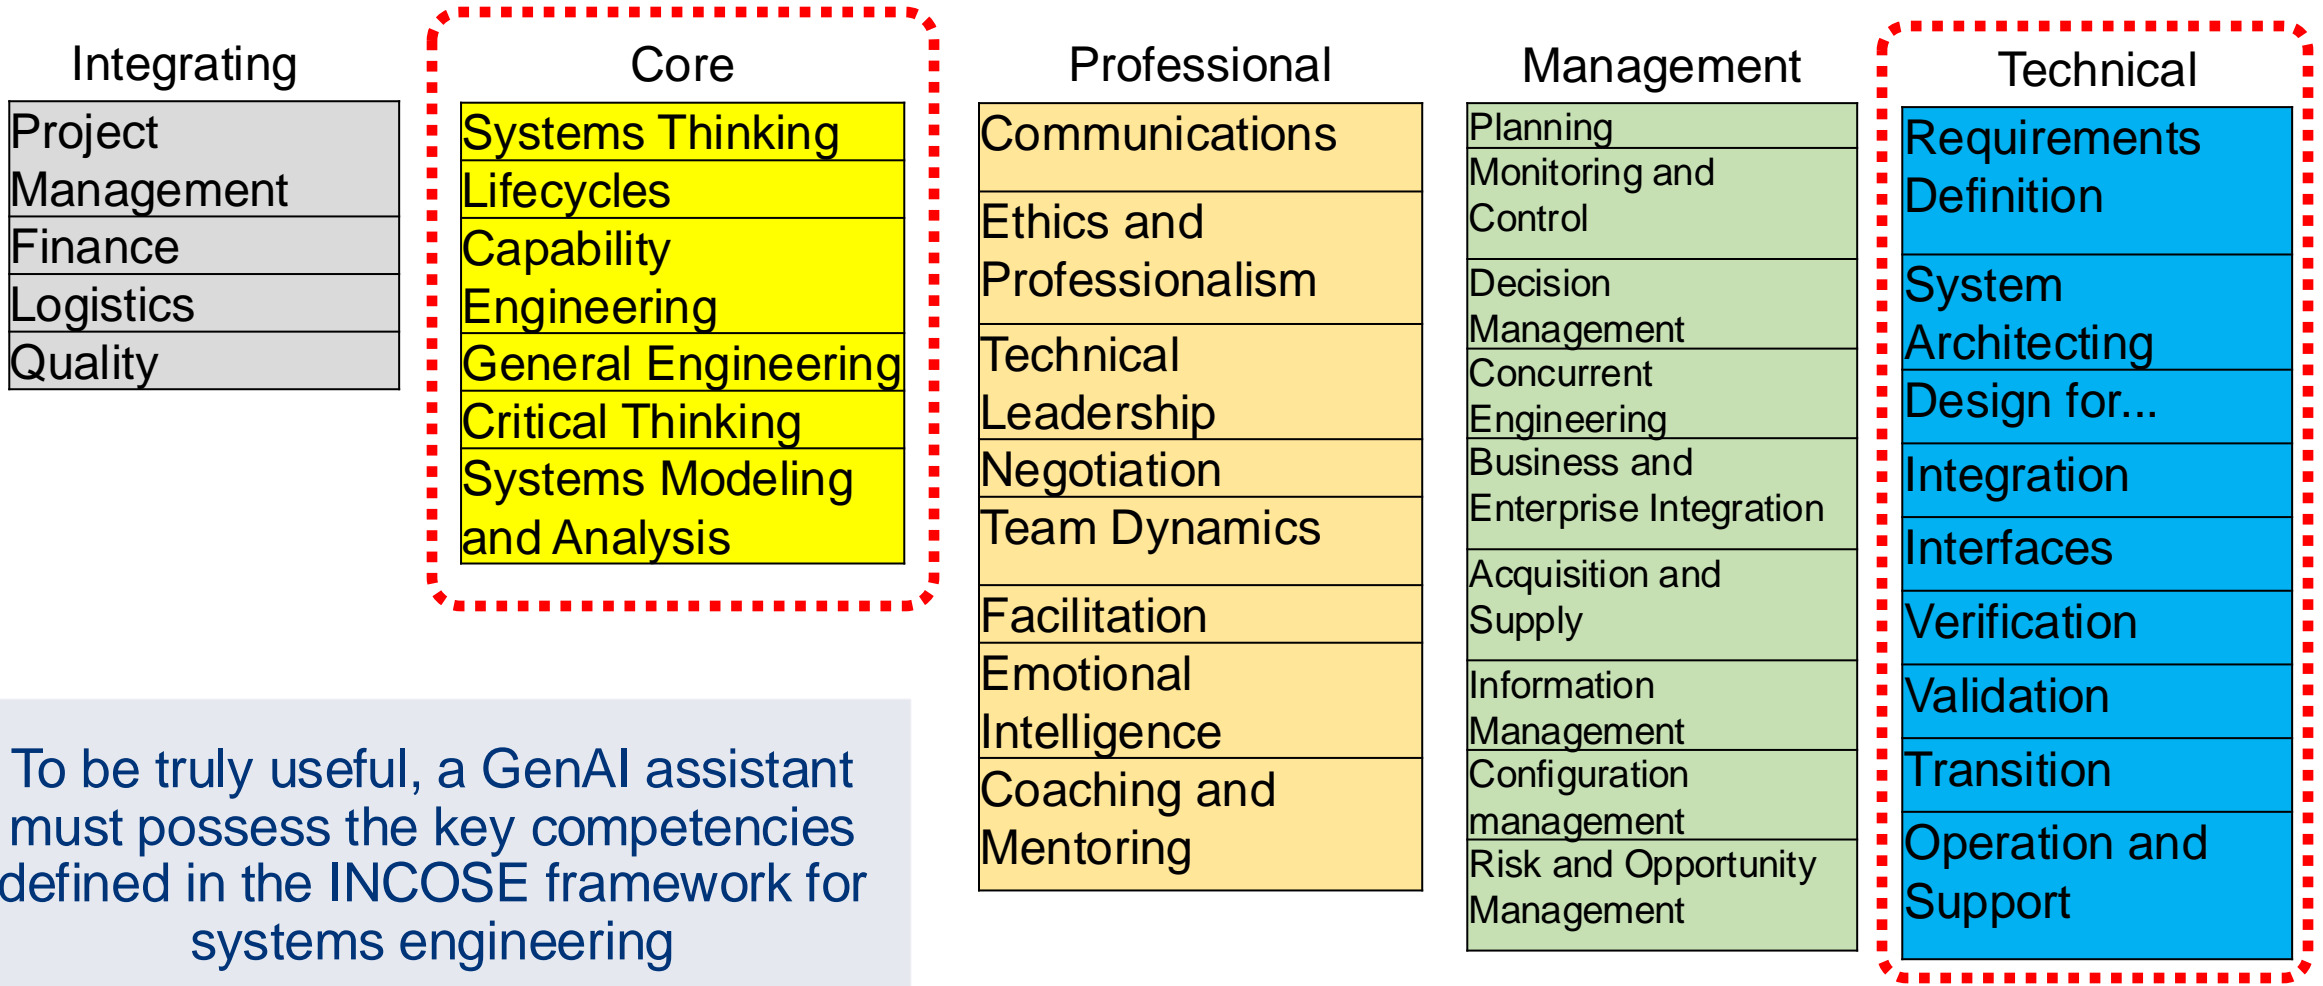 Integrating
Project
Management
Finance
Logistics
Quality
Core
Systems Thinking
Lifecycles
Capability
Engineering
General Engineering
Critical Thinking
Systems Modeling
and Analysis
Professional
Communications
Ethics and
Professionalism
Technical
Leadership
Negotiation
Team Dynamics
Facilitation
Emotional
Intelligence
Coaching and
Mentoring
Management
Planning
Monitoring and
Control
Decision
Management
Concurrent
Engineering
Business and
Enterprise Integration
Acquisition and
Supply
Information
Management
Configuration
management
Risk and Opportunity
Management
Technical
Requirements
Definition
System
Architecting
Design for...
Integration
Interfaces
Verification
Validation
Transition
Operation and
Support
To be truly useful, a GenAI assistant
must possess the key competencies
defined in the INCOSE framework for
systems engineering